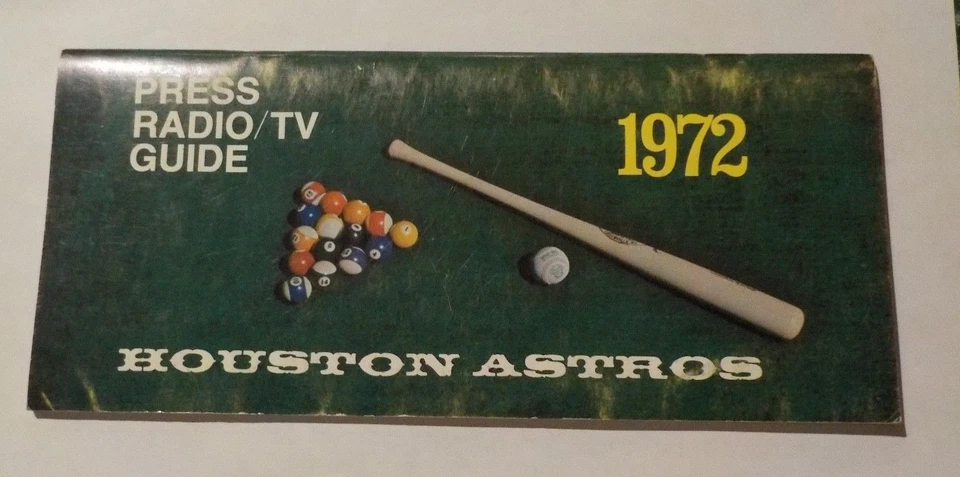 PRESS
RADIO/TV
GUIDE
1972
HOUSTON ASTROS